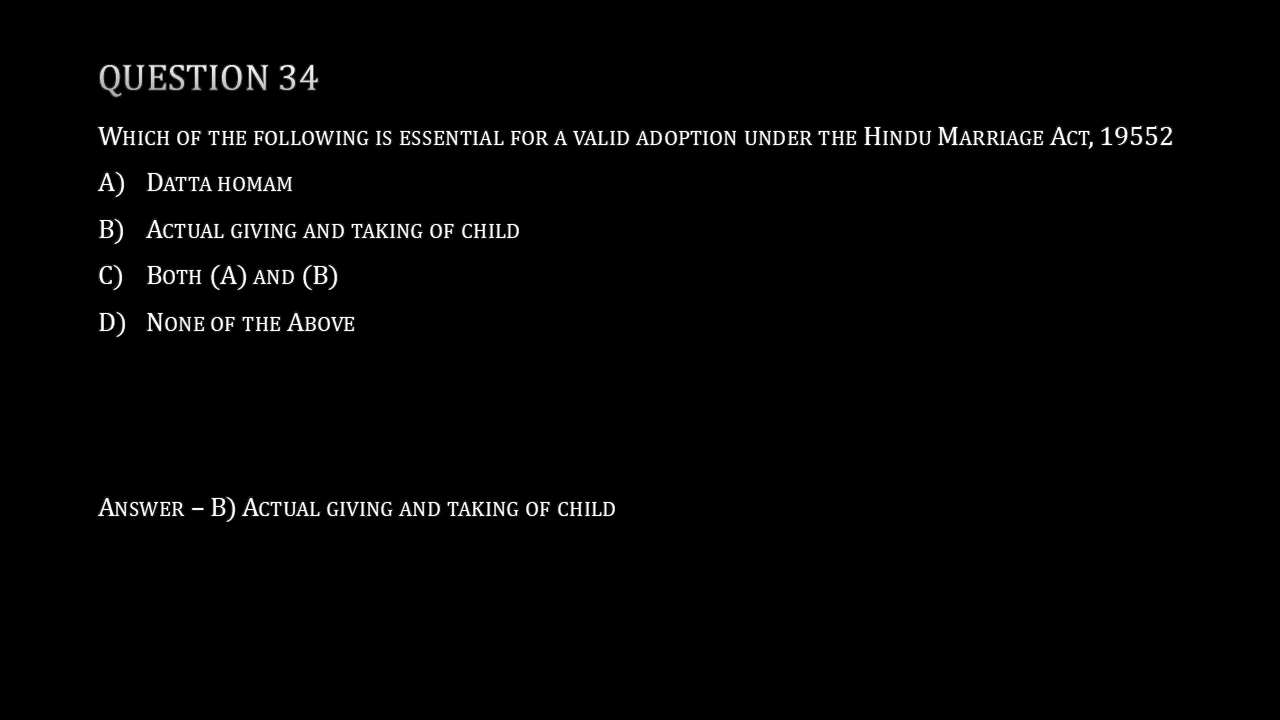 QUESTION 34
WHICH OF THE FOLLOWING IS ESSENTIAL FOR A VALID ADOPTION UNDER THE HINDU MARRIAGE ACT, 19552
A) DATTA HOMAM
B) ACTUAL GIVING AND TAKING OF CHILD
C) BOTH (A) AND (B)
D) NONE OF THE ABOVE
ANSWER – B) ACTUAL GIVING AND TAKING OF CHILD